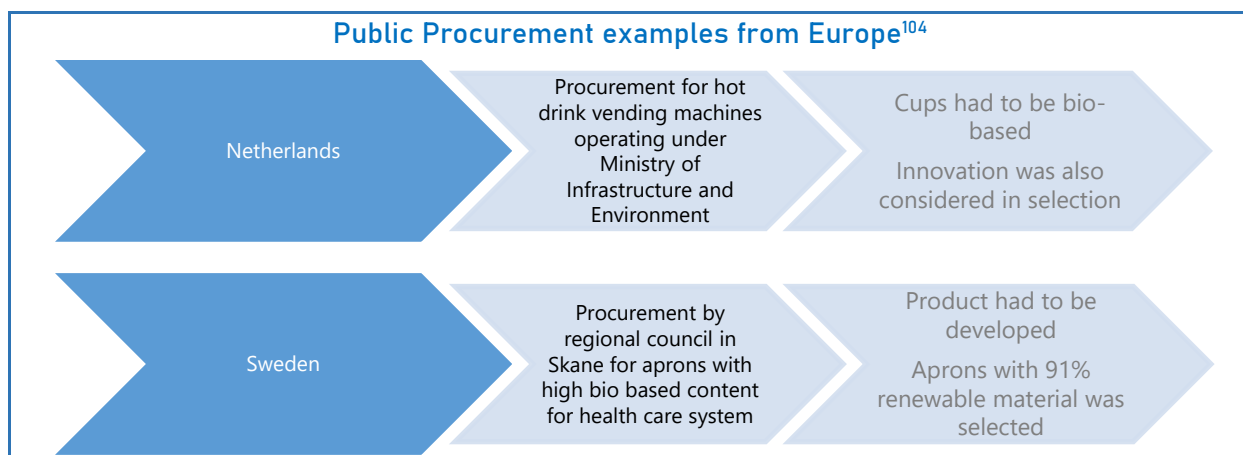 Public Procurement examples from Europe104
Netherlands
Procurement for hot
drink vending machines
operating under
Ministry of
Infrastructure and
Environment
Cups had to be bio-
based
Innovation was also
considered in selection
Sweden
Procurement by
regional council in
Skane for aprons with
high bio based content
for health care system
Product had to be
developed
Aprons with 91%
renewable material was
selected